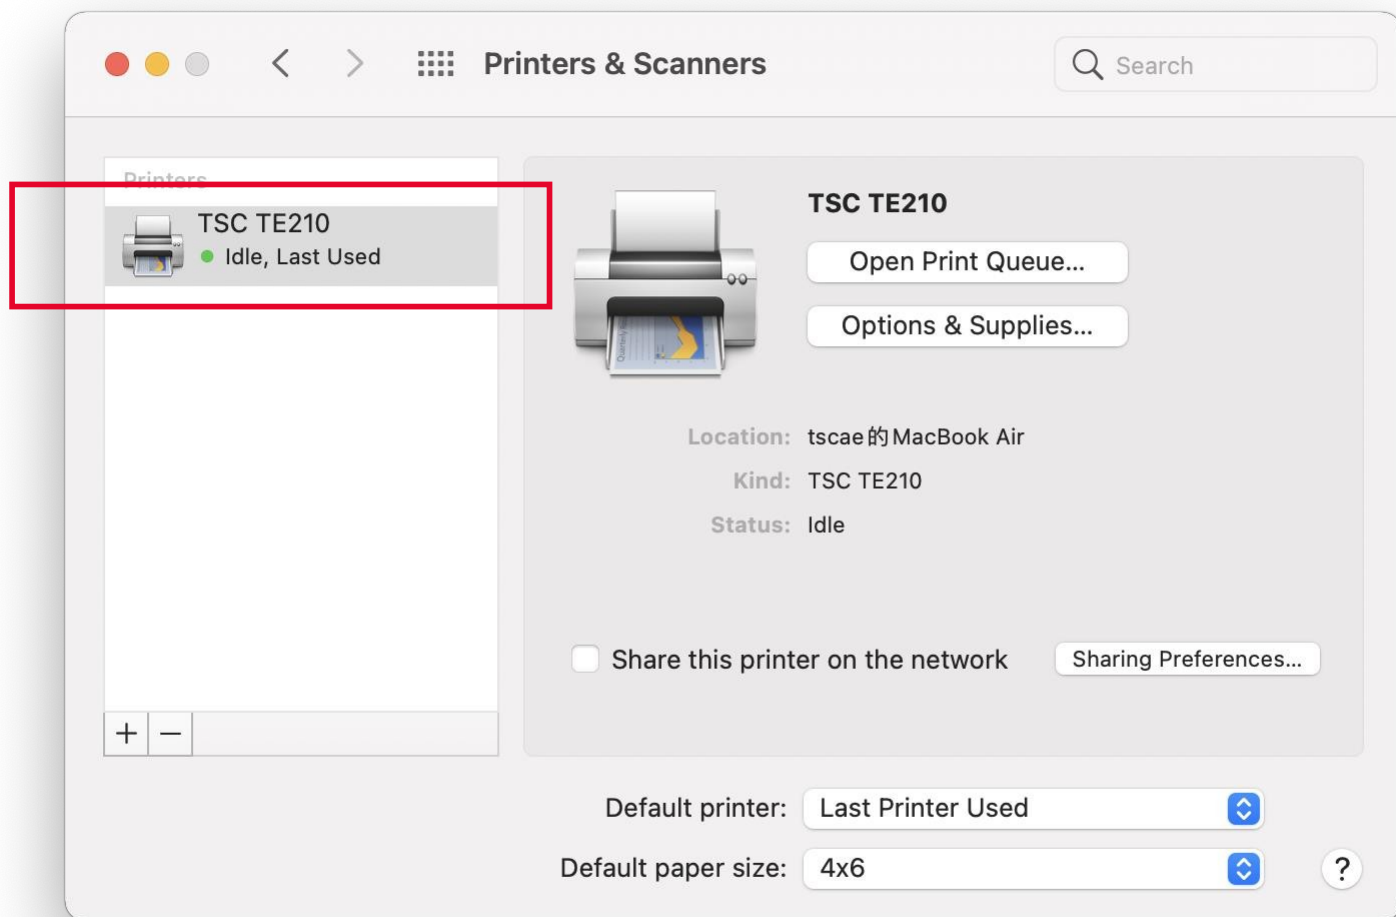 Printers & Scanners
Search
Printers
TSC TE210
Idle, Last Used
TSC TE210
Open Print Queue...
Options & Supplies...
Location: tscae的MacBook Air
Kind: TSC TE210
Status: Idle
Share this printer on the network
Sharing Preferences...
+ −
Default printer: Last Printer Used
Default paper size: 4x6
?